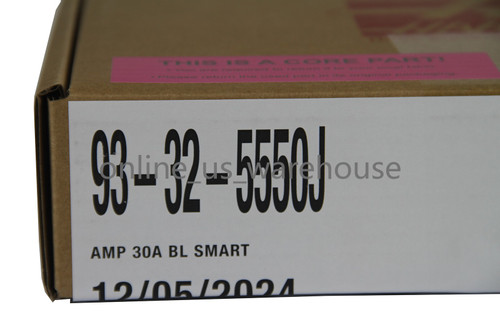 THIS IS A CORE PART!
93-32-5550J
online_us_warehouse
AMP 30A BL SMART
12/05/2024